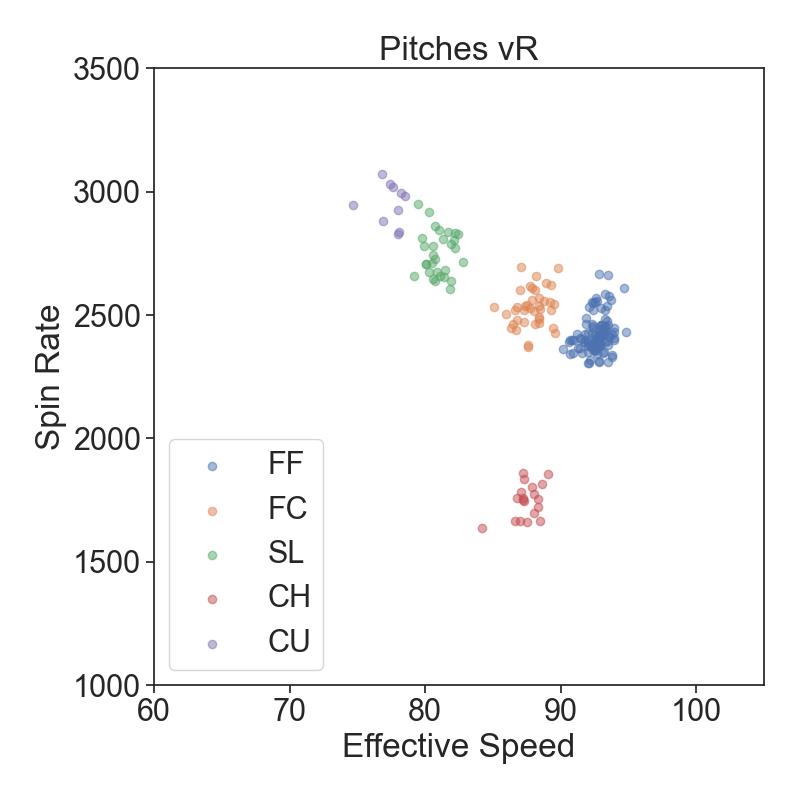 Pitches vR
3500
3000
2500
2000
1500
1000
Spin Rate
FF
FC
SL
CH
CU
60 70 80 90 100
Effective Speed